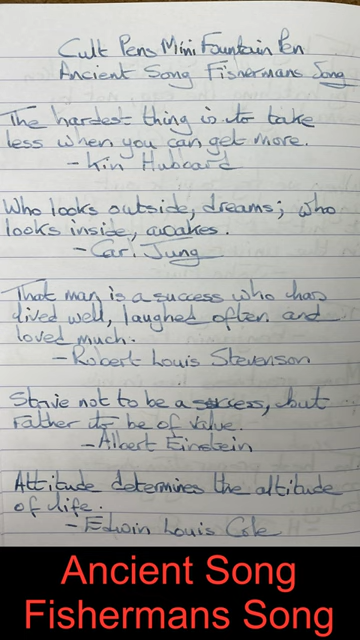 Cult Pens Mini Fountain Pen
Ancient Song Fishermans Song
The hardest thing is to take
less when you can get more.
- Kin Hubbard
Who looks outside, dreams; who
looks inside, awakes.
- Carl Jung
That man is a success who has
lived well, laughed often and
loved much.
- Robert Louis Stevenson
Strive not to be a success, but
rather to be of value.
- Albert Einstein
Attitude determines the altitude
of life.
- Edwin Louis Cole
Ancient Song
Fishermans Song